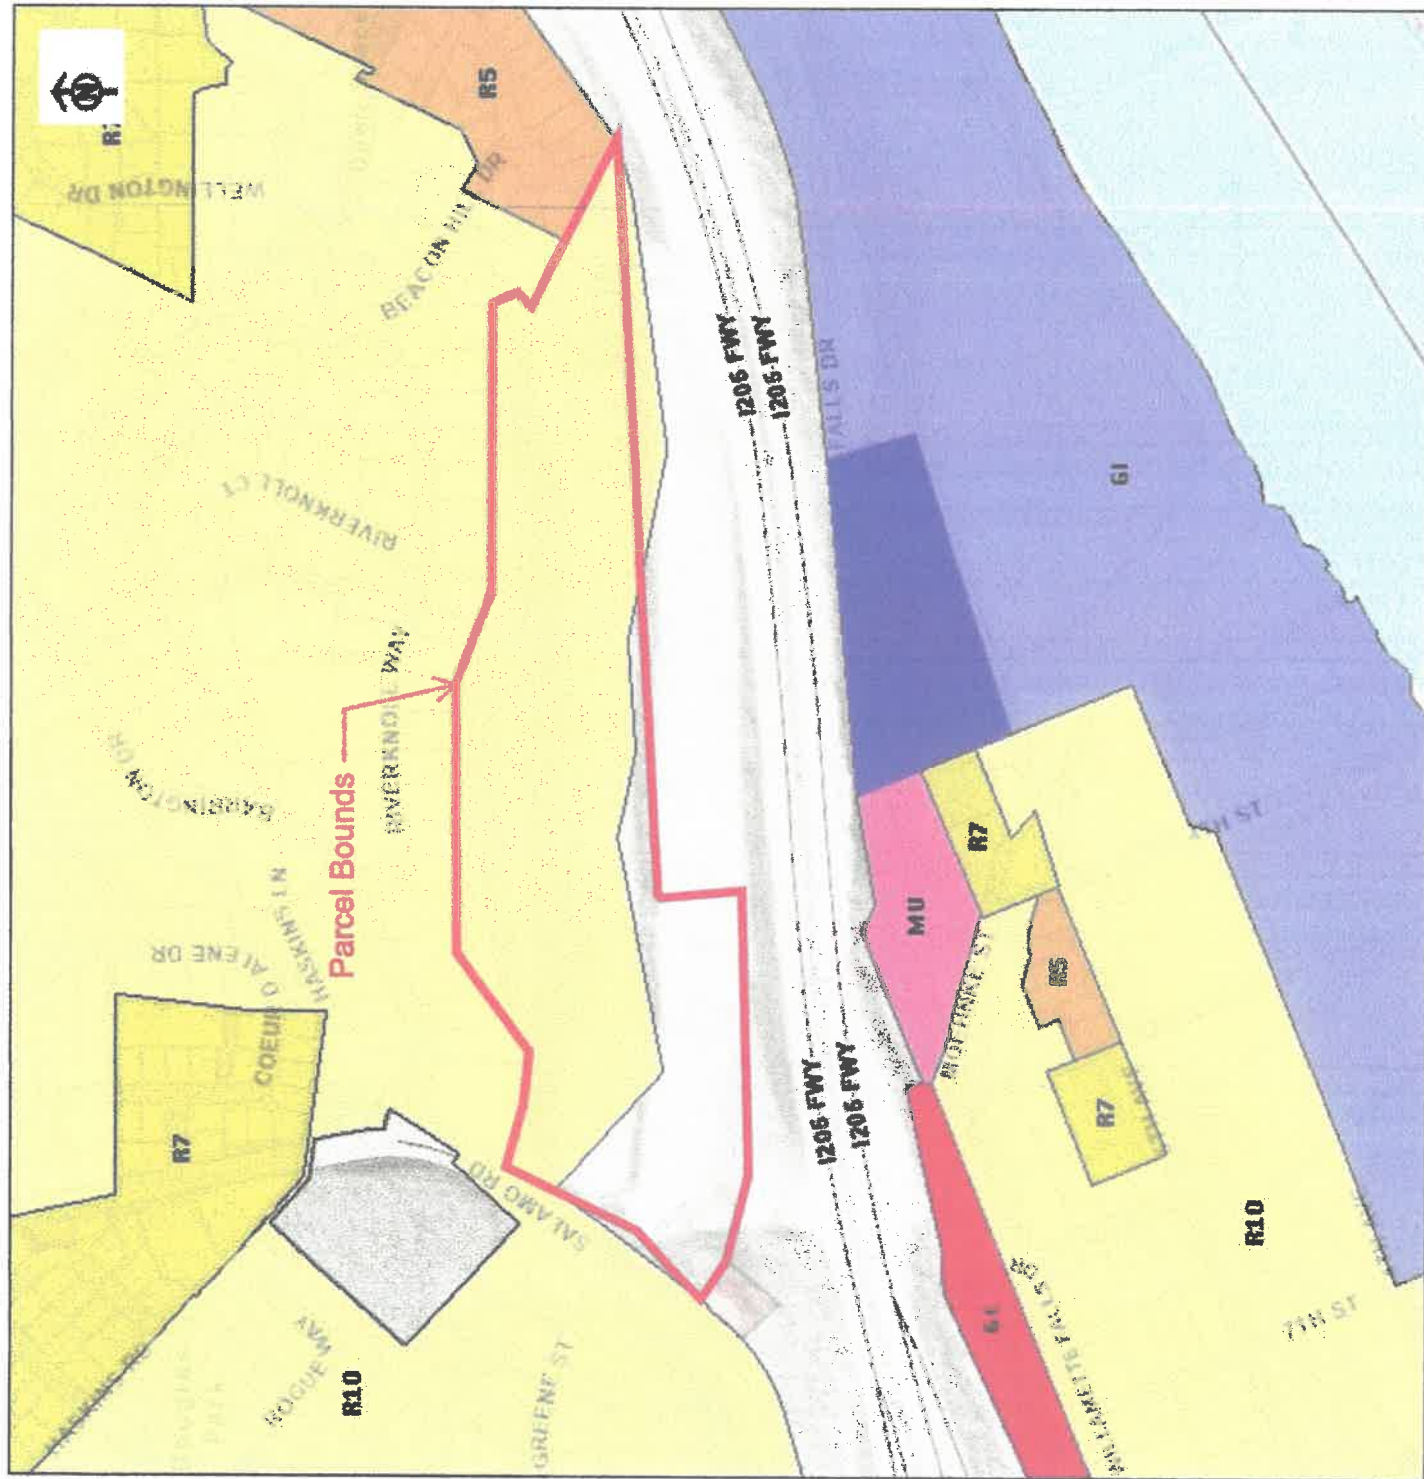 N
R7
R5
WELLINGTON DR
BEACON HILL DR
RIVERKNOLL CT
RIVERKNOLL WAY
Parcel Bounds
BARRINGTON DR
HASKINS LN
COEUR D ALENE DR
R7
SALAMO RD
ROGUE WAY
R10
GREENE ST
I205 FWY
I205 FWY
FALLS DR
GI
MU
R7
R5
R7
I205 FWY
I205 FWY
GC
WILLAMETTE FALLS DR
R10
7TH ST